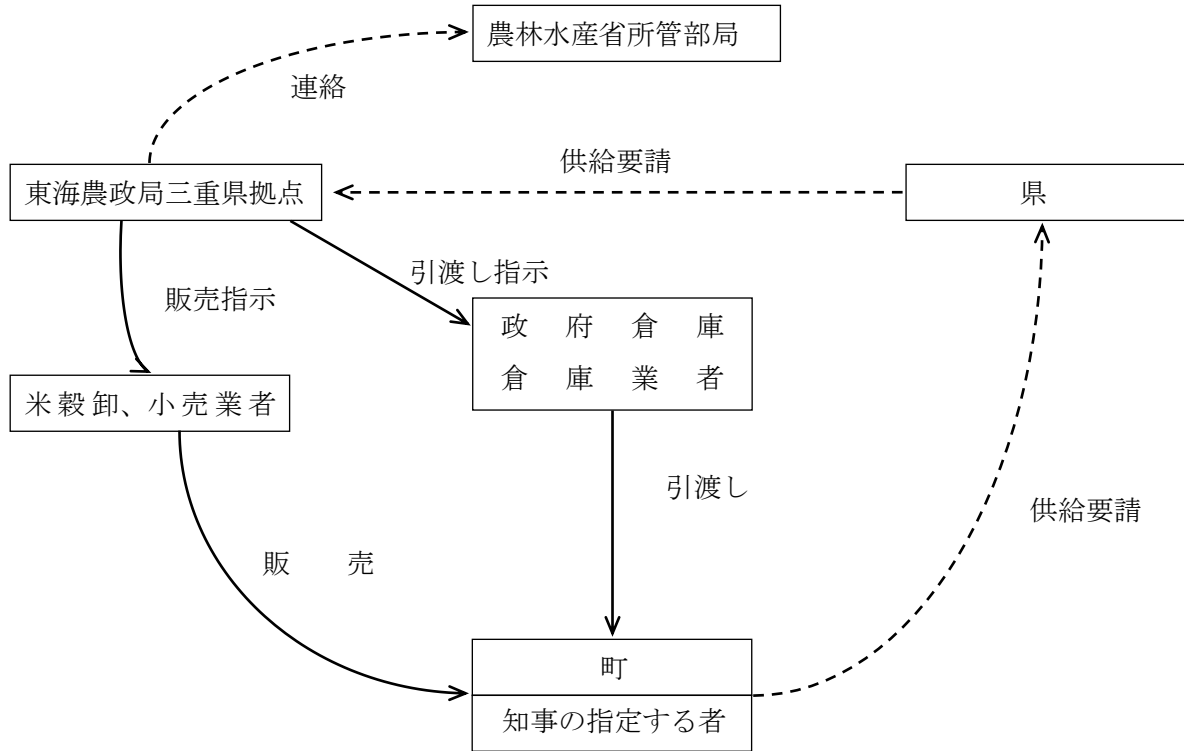 農林水産省所管部局
連絡
供給要請
東海農政局三重県拠点
県
引渡し指示
販売指示
政府倉庫
倉庫業者
米穀卸、小売業者
引渡し
供給要請
販売
町
知事の指定する者